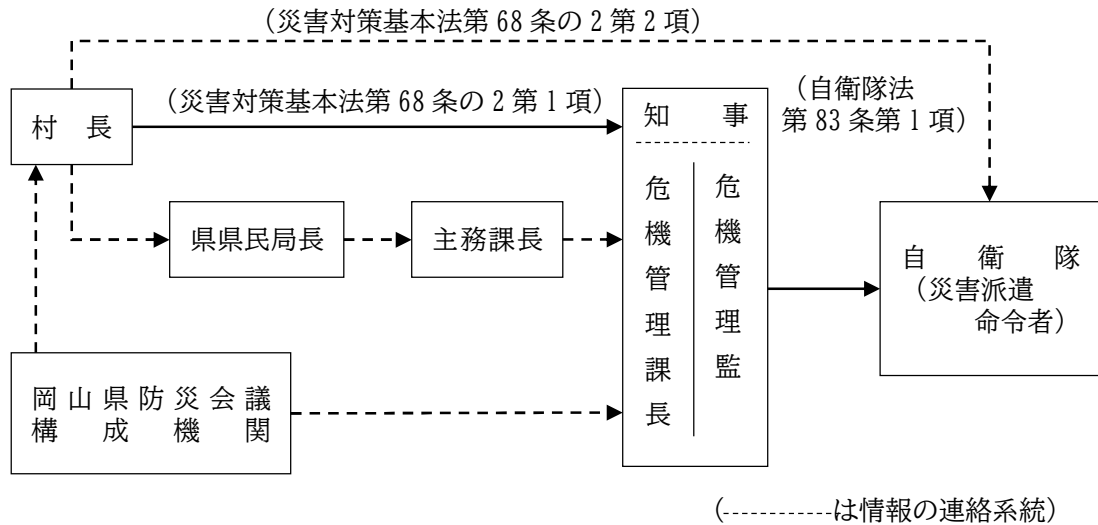 （災害対策基本法第 68 条の 2 第 2 項）
（災害対策基本法第 68 条の 2 第 1 項）
（自衛隊法
第 83 条第 1 項）
村長
知事
危機管理課長
危機管理監
県県民局長
主務課長
自衛隊
（災害派遣
命令者）
岡山県防災会議
構成機関
（------------は情報の連絡系統）